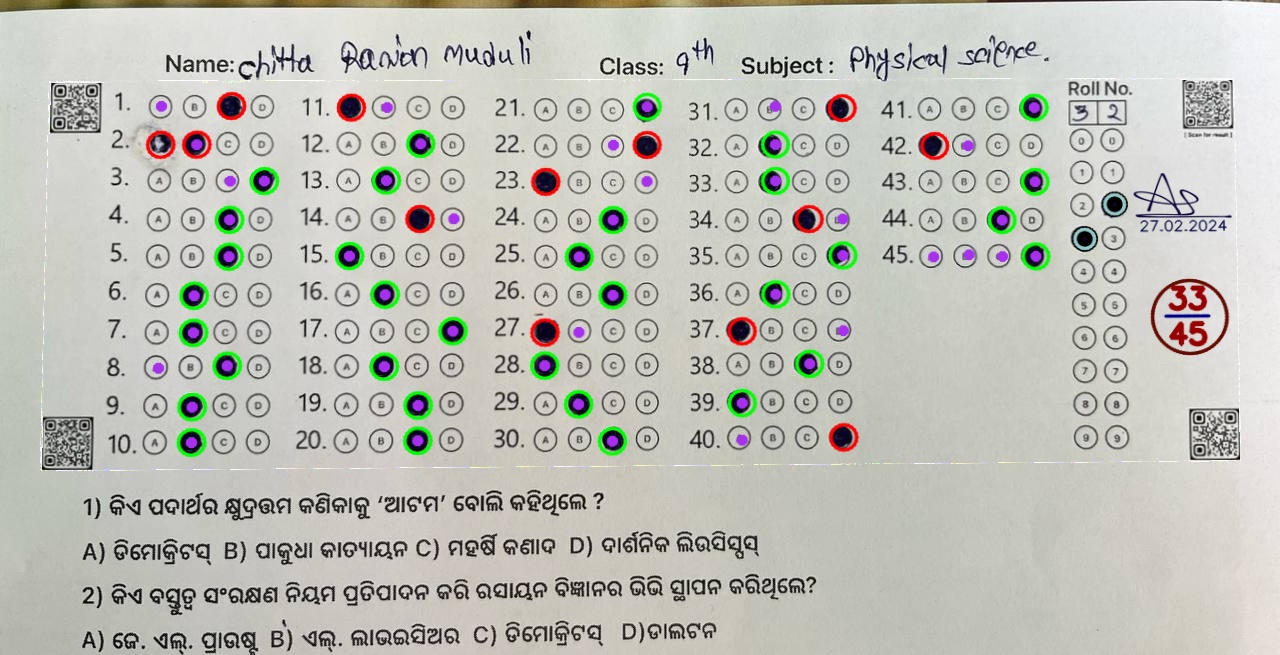 Name: Chitta Ranjan Muduli Class: 9th Subject: Physical science.
Roll No.
3 2
[Scan for result]
1. A B C D 11. A B C D 21. A B C D 31. A B C D 41. A B C D
2. A B C D 12. A B C D 22. A B C D 32. A B C D 42. A B C D
3. A B C D 13. A B C D 23. A B C D 33. A B C D 43. A B C D
4. A B C D 14. A B C D 24. A B C D 34. A B C D 44. A B C D
5. A B C D 15. A B C D 25. A B C D 35. A B C D 45.
6. A B C D 16. A B C D 26. A B C D 36. A B C D
7. A B C D 17. A B C D 27. A B C D 37. A B C D
8. A B C D 18. A B C D 28. A B C D 38. A B C D
9. A B C D 19. A B C D 29. A B C D 39. A B C D
10. A B C D 20. A B C D 30. A B C D 40. A B C D
0 0
1 1
2
3
4 4
5 5
6 6
7 7
8 8
9 9
27.02.2024
33
45
1) କିଏ ପଦାର୍ଥର କ୍ଷୁଦ୍ରତ୍ତମ କଣିକାକୁ ‘ଆଟମ’ ବୋଲି କହିଥିଲେ ?
A) ଡିମୋକ୍ରିଟସ୍ B) ପାକୁଧା କାତ୍ୟାୟନ C) ମହର୍ଷି କଣାଦ D) ଦାର୍ଶନିକ ଲିଉସିପ୍ପସ୍
2) କିଏ ବସ୍ତୁତ୍ୱ ସଂରକ୍ଷଣ ନିୟମ ପ୍ରତିପାଦନ କରି ରସାୟନ ବିଜ୍ଞାନର ଭିଭି ସ୍ଥାପନ କରିଥିଲେ?
A) ଜେ. ଏଲ୍. ପ୍ରାଉଷ୍ଟ B) ଏଲ୍. ଲାଭଇସିଅର C) ଡିମୋକ୍ରିଟସ୍ D)ଡାଲଟନ